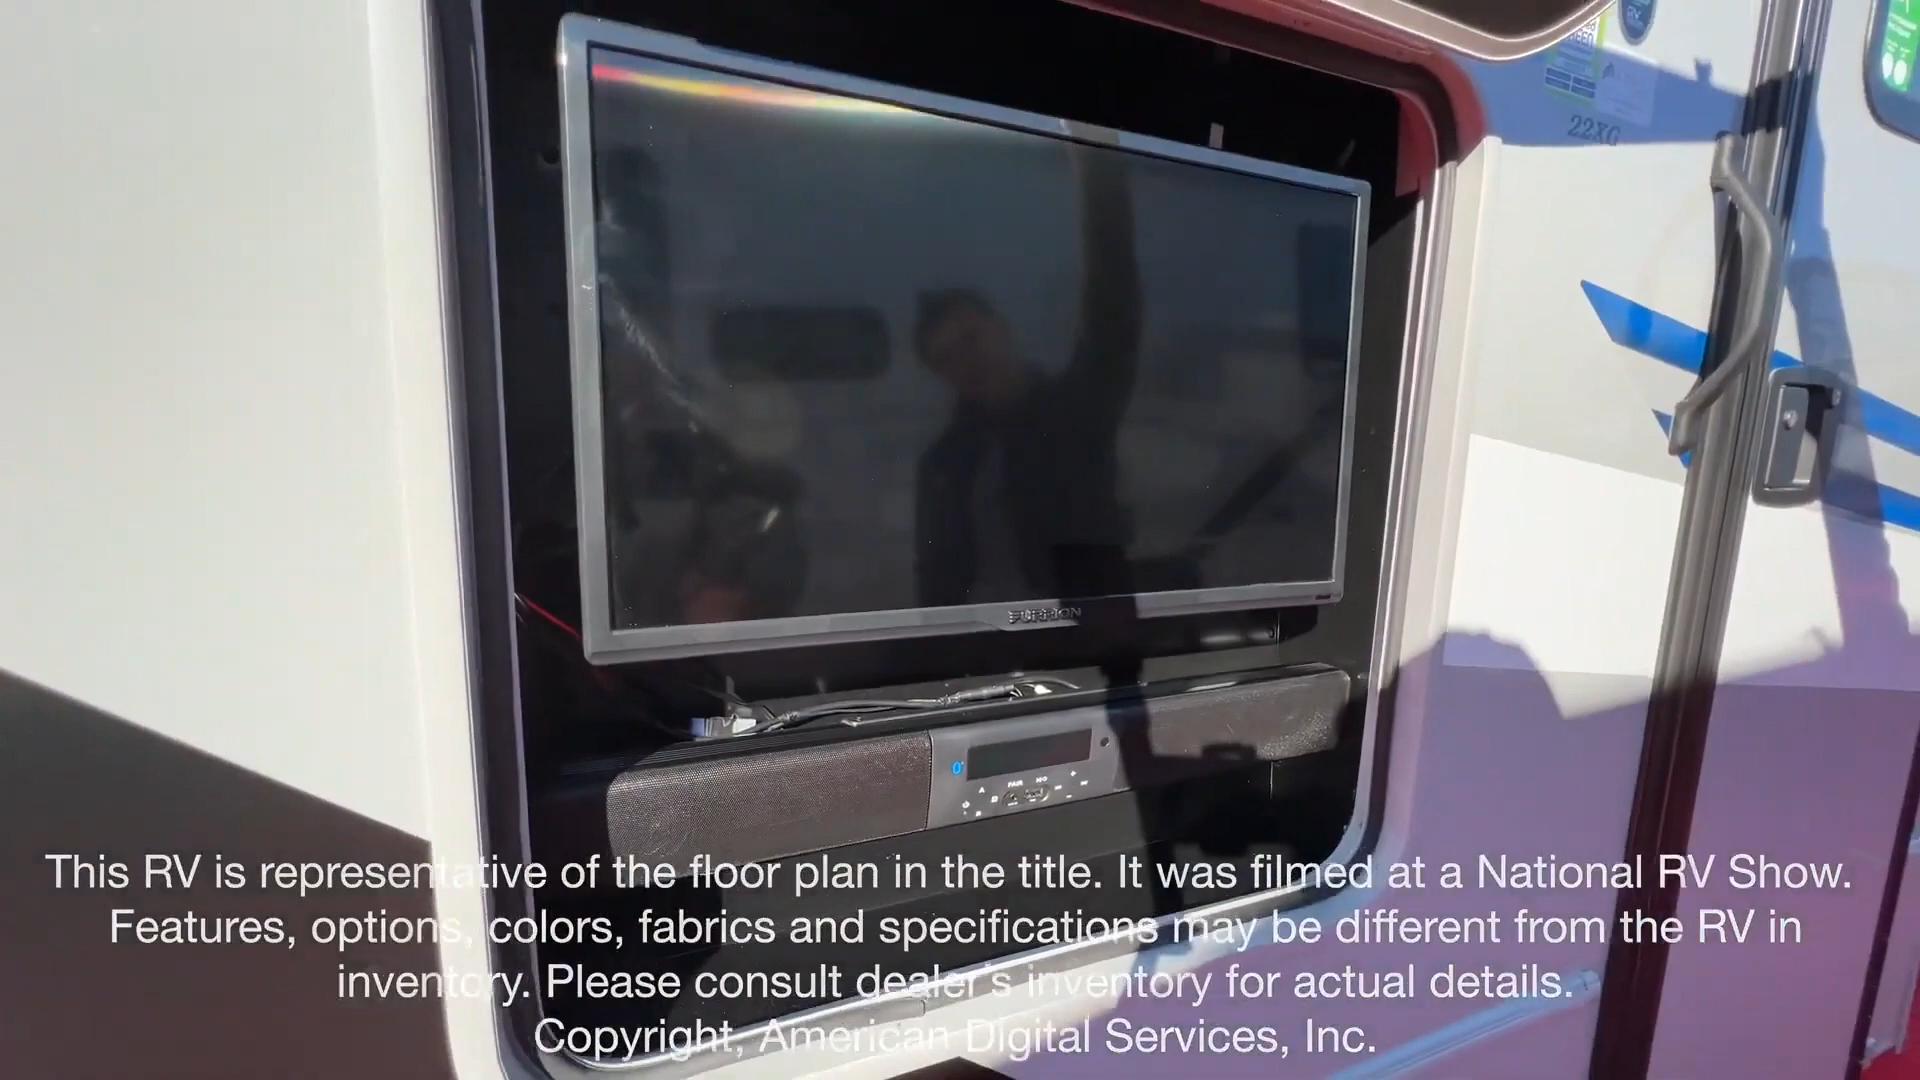 22XG
FURRION
PAIR
This RV is representative of the floor plan in the title. It was filmed at a National RV Show.
Features, options, colors, fabrics and specifications may be different from the RV in
inventory. Please consult dealer's inventory for actual details.
Copyright, American Digital Services, Inc.